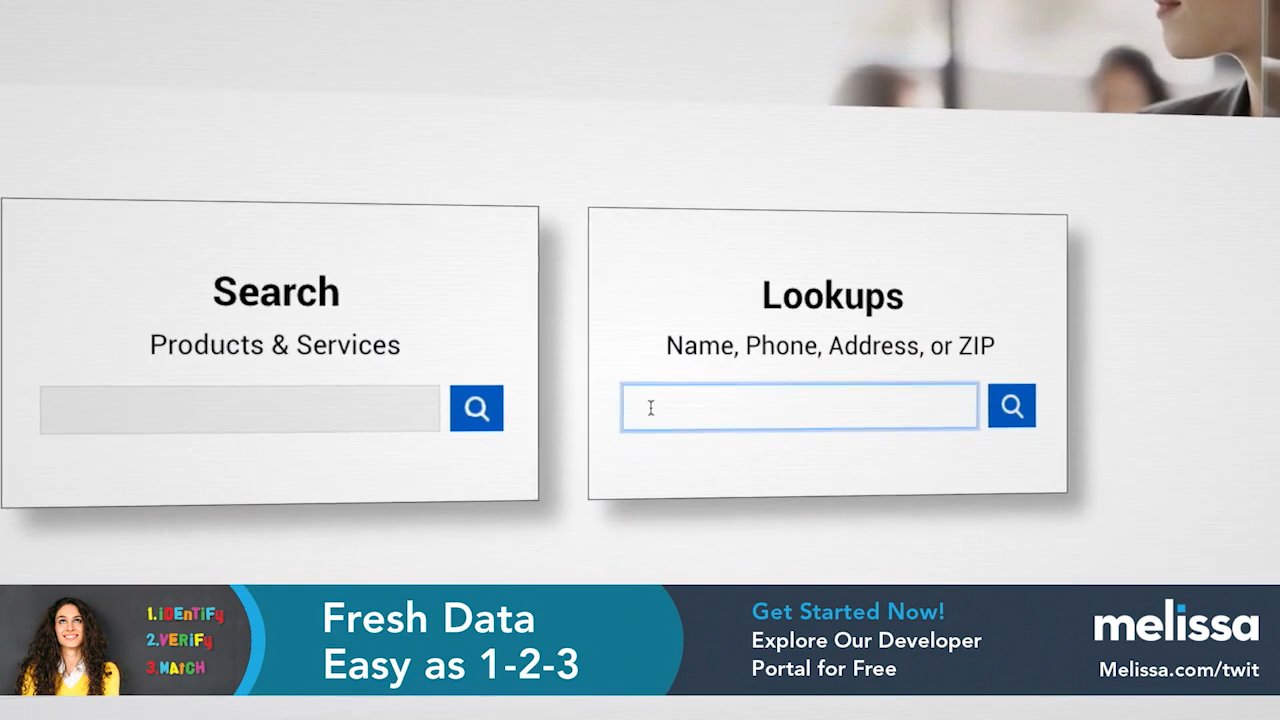 Search
Products & Services
Lookups
Name, Phone, Address, or ZIP
1.iDEnTiFy
2.VERiFy
3.MAtCH
Fresh Data
Easy as 1-2-3
Get Started Now!
Explore Our Developer
Portal for Free
melissa
Melissa.com/twit